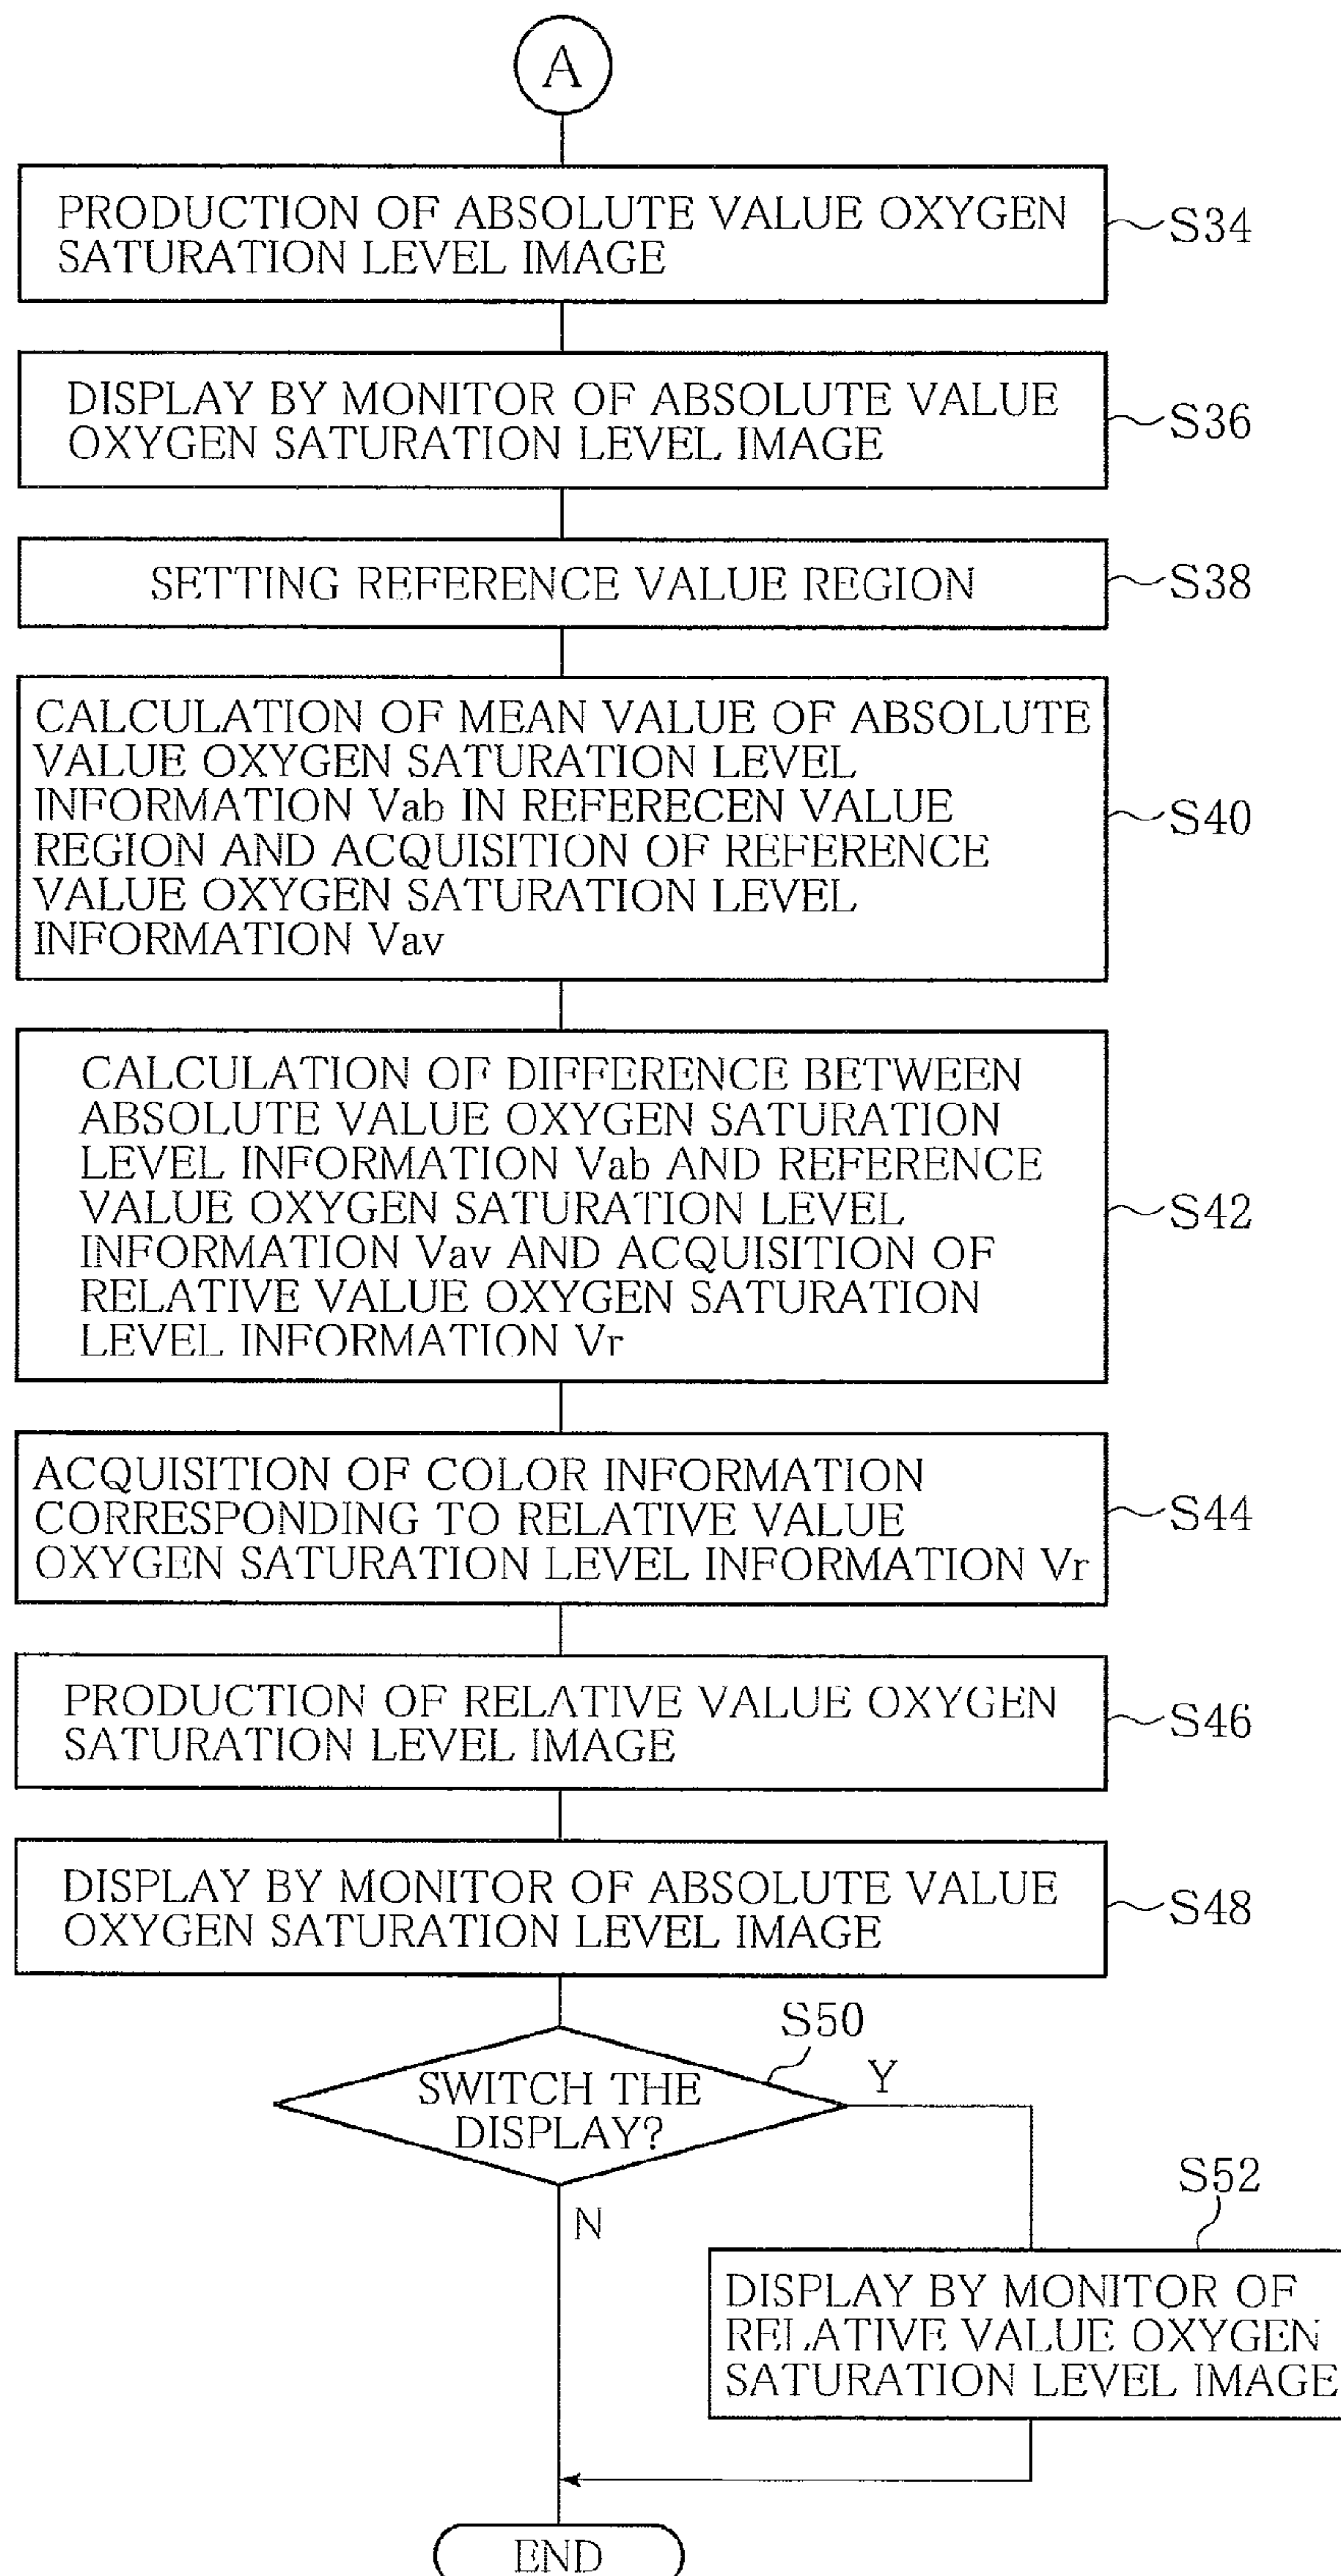 A
PRODUCTION OF ABSOLUTE VALUE OXYGEN
SATURATION LEVEL IMAGE
S34
DISPLAY BY MONITOR OF ABSOLUTE VALUE
OXYGEN SATURATION LEVEL IMAGE
S36
SETTING REFERENCE VALUE REGION
S38
CALCULATION OF MEAN VALUE OF ABSOLUTE
VALUE OXYGEN SATURATION LEVEL
INFORMATION Vab IN REFERECEN VALUE
REGION AND ACQUISITION OF REFERENCE
VALUE OXYGEN SATURATION LEVEL
INFORMATION Vav
S40
CALCULATION OF DIFFERENCE BETWEEN
ABSOLUTE VALUE OXYGEN SATURATION
LEVEL INFORMATION Vab AND REFERENCE
VALUE OXYGEN SATURATION LEVEL
INFORMATION Vav AND ACQUISITION OF
RELATIVE VALUE OXYGEN SATURATION
LEVEL INFORMATION Vr
S42
ACQUISITION OF COLOR INFORMATION
CORRESPONDING TO RELATIVE VALUE
OXYGEN SATURATION LEVEL INFORMATION Vr
S44
PRODUCTION OF RELATIVE VALUE OXYGEN
SATURATION LEVEL IMAGE
S46
DISPLAY BY MONITOR OF ABSOLUTE VALUE
OXYGEN SATURATION LEVEL IMAGE
S48
S50
SWITCH THE
DISPLAY?
Y
N
S52
DISPLAY BY MONITOR OF
RELATIVE VALUE OXYGEN
SATURATION LEVEL IMAGE
END